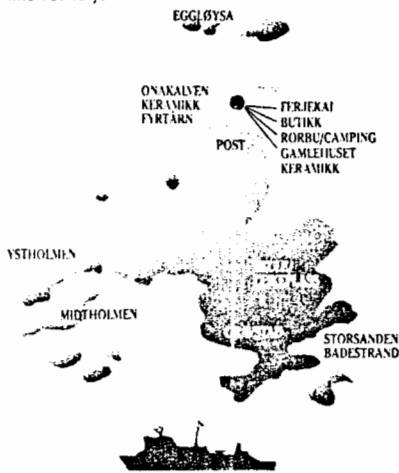 EGGLØYSA
ONAKALVEN
KERAMIKK
FYRTÅRN
FERJEKAI
BUTIKK
RORBU/CAMPING
GAMLEHUSET
KERAMIKK
POST
YSTHOLMEN
MIDTHOLMEN
STORSANDEN
BADESTRAND